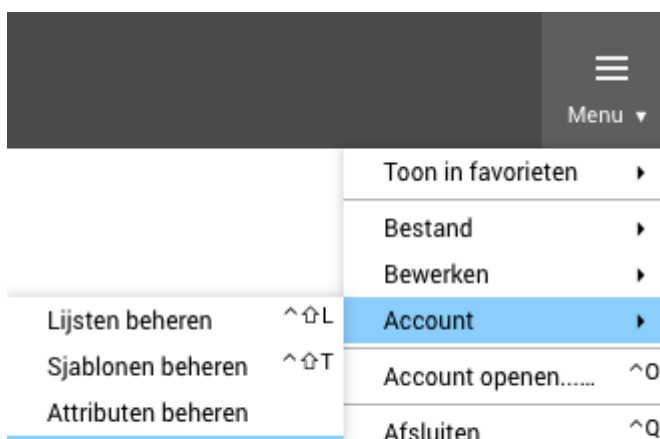 Menu ▾
Toon in favorieten
Bestand
Bewerken
Account
Account openen......  ^O
Afsluiten ^Q
Lijsten beheren ^⇧L
Sjablonen beheren ^⇧T
Attributen beheren